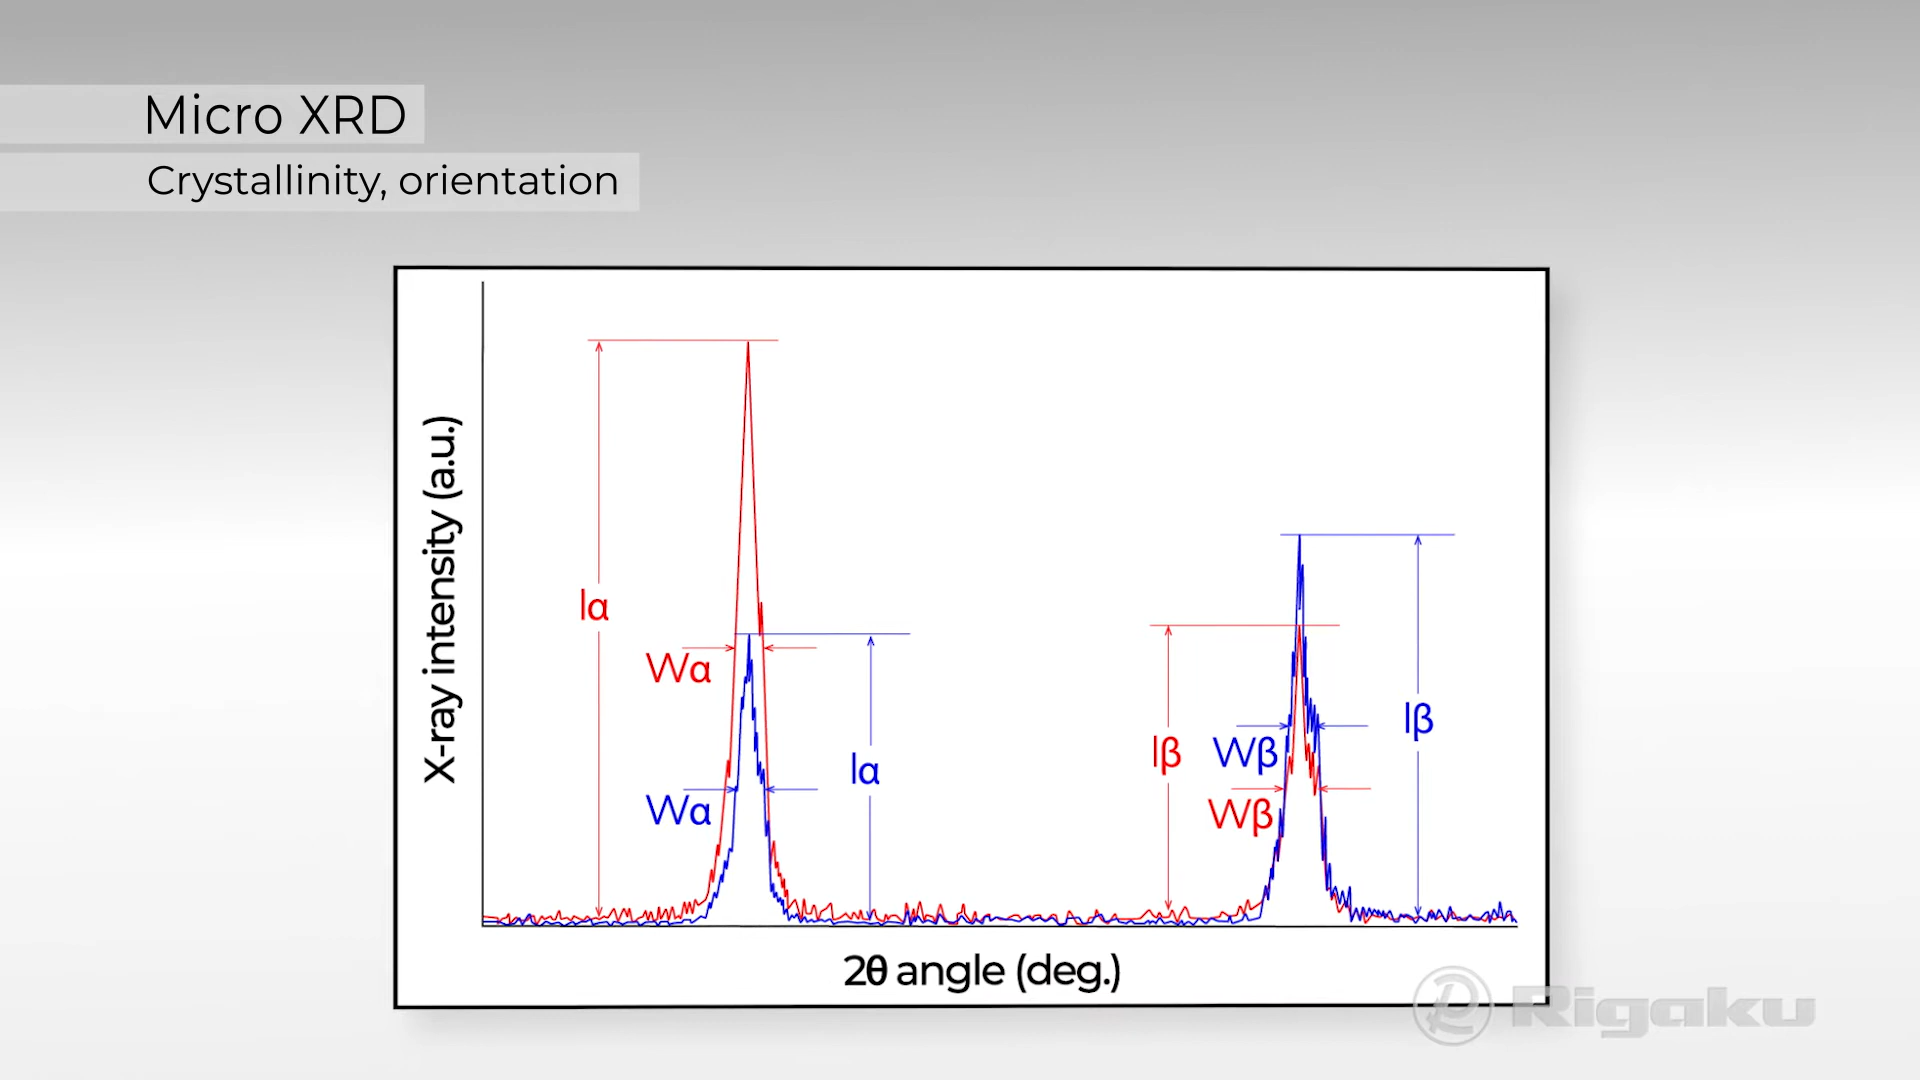 Micro XRD
Crystallinity, orientation
X-ray intensity (a.u.)
Iα
Wα
Wα
Iα
Iβ
Wβ
Wβ
Iβ
2θ angle (deg.)
Rigaku